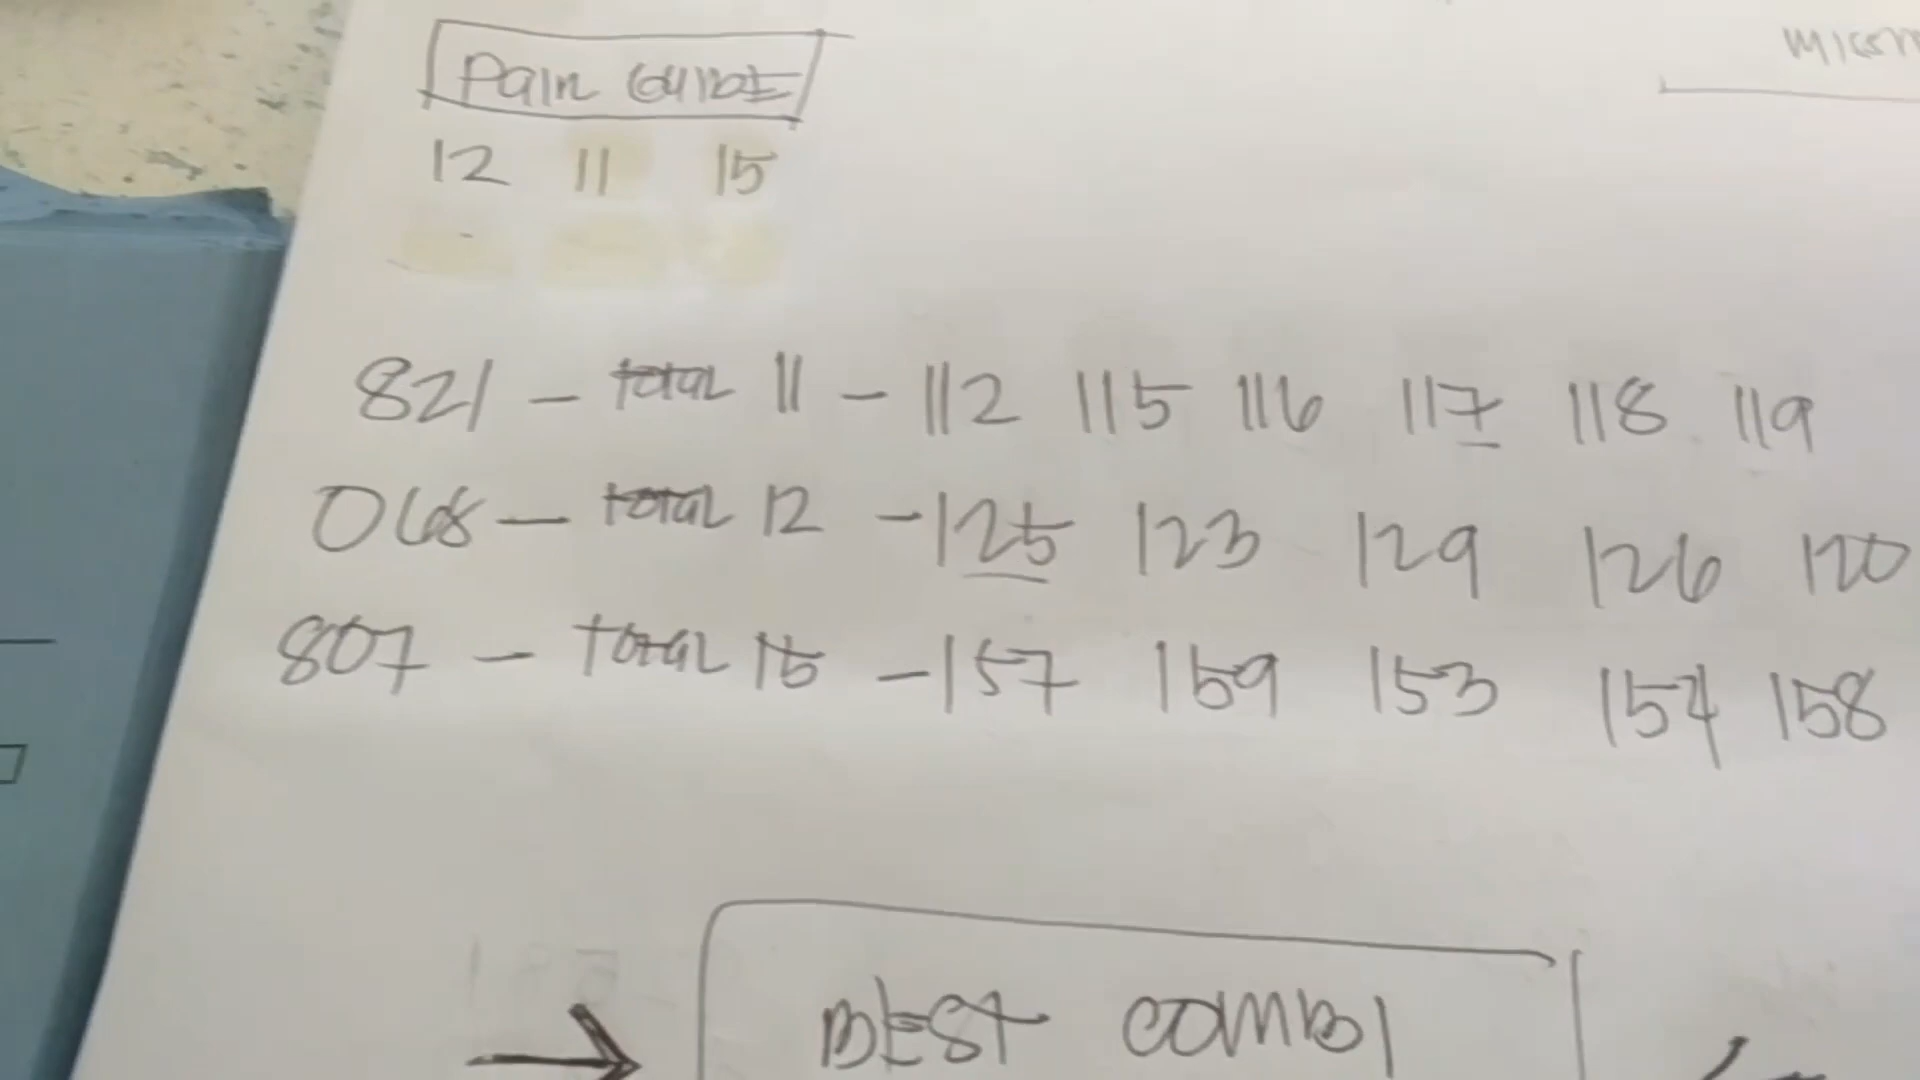 Pair Guide
12 11 15
821 - total 11 - 112 115 116 117 118 119
068 - total 12 - 125 123 129 126 120
807 - total 15 - 157 159 153 154 158
BEST COMBI